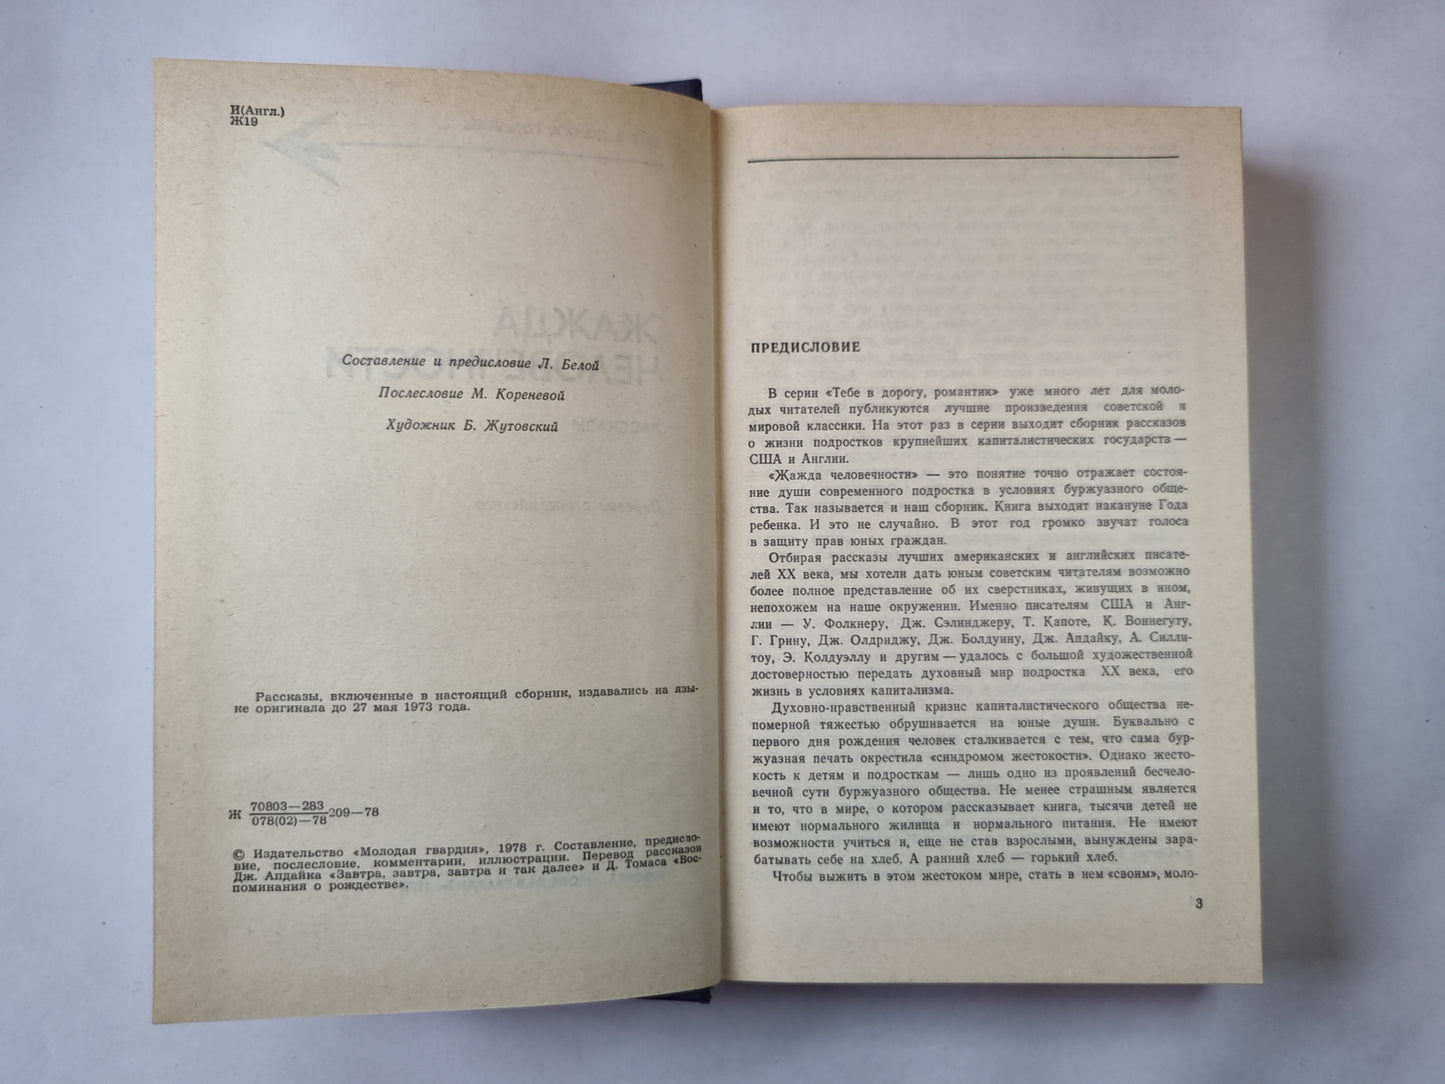 И(Англ.)
Ж19
Составление и предисловие Л. Белой
Послесловие М. Кореневой
Художник Б. Жутовский
Рассказы, включенные в настоящий сборник, издавались на язы-
ке оригинала до 27 мая 1973 года.
Ж 70803—283
078(02)—78 209—78
© Издательство «Молодая гвардия», 1978 г. Составление, предисло-
вие, послесловие, комментарии, иллюстрации. Перевод рассказов
Дж. Апдайка «Завтра, завтра, завтра и так далее» и Д. Томаса «Вос-
поминания о рождестве».
ПРЕДИСЛОВИЕ
В серии «Тебе в дорогу, романтик» уже много лет для моло-
дых читателей публикуются лучшие произведения советской и
мировой классики. На этот раз в серии выходит сборник рассказов
о жизни подростков крупнейших капиталистических государств —
США и Англии.
«Жажда человечности» — это понятие точно отражает состоя-
ние души современного подростка в условиях буржуазного обще-
ства. Так называется и наш сборник. Книга выходит накануне Года
ребенка. И это не случайно. В этот год громко звучат голоса
в защиту прав юных граждан.
Отбирая рассказы лучших американских и английских писате-
лей XX века, мы хотели дать юным советским читателям возможно
более полное представление об их сверстниках, живущих в ином,
непохожем на наше окружении. Именно писателям США и Анг-
лии — У. Фолкнеру, Дж. Сэлинджеру, Т. Капоте, К. Воннегуту,
Г. Грину, Дж. Олдриджу, Дж. Болдуину, Дж. Апдайку, А. Силли-
тоу, Э. Колдуэллу и другим — удалось с большой художественной
достоверностью передать духовный мир подростка XX века, его
жизнь в условиях капитализма.
Духовно-нравственный кризис капиталистического общества не-
померной тяжестью обрушивается на юные души. Буквально с
первого дня рождения человек сталкивается с тем, что сама бур-
жуазная печать окрестила «синдромом жестокости». Однако жесто-
кость к детям и подросткам — лишь одно из проявлений бесчело-
вечной сути буржуазного общества. Не менее страшным является
и то, что в мире, о котором рассказывает книга, тысячи детей не
имеют нормального жилища и нормального питания. Не имеют
возможности учиться и, еще не став взрослыми, вынуждены зара-
батывать себе на хлеб. А ранний хлеб — горький хлеб.
Чтобы выжить в этом жестоком мире, стать в нем «своим», моло-
3